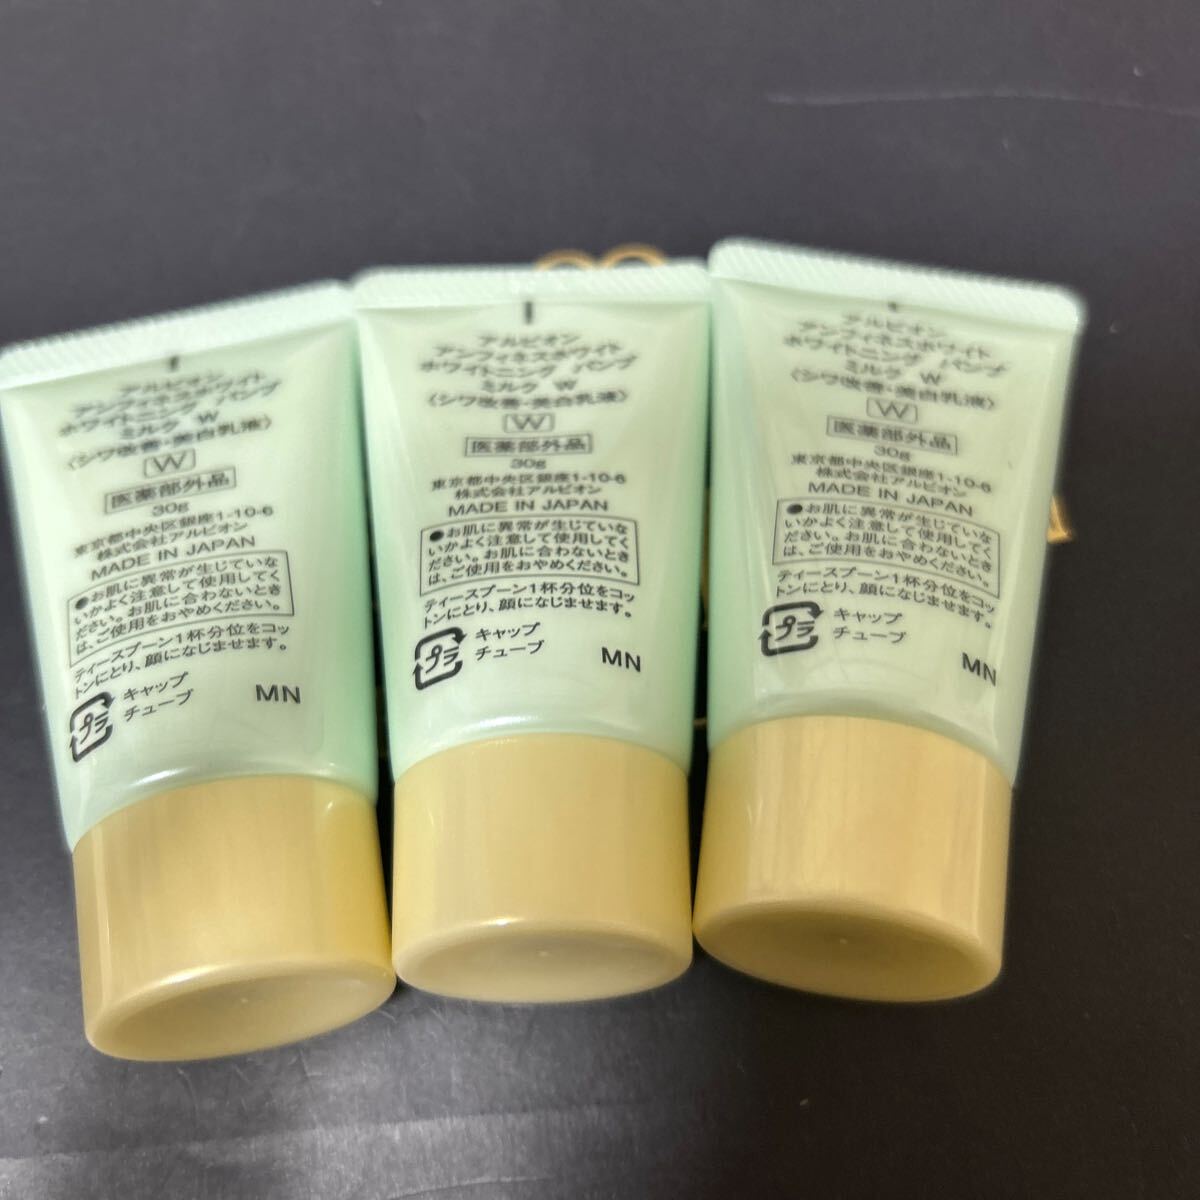 アルビオン
アンフィネスホワイト
ホワイトニング パンプ
ミルク W
〈シワ改善・美白乳液〉
W
医薬部外品
30g
東京都中央区銀座1-10-6
株式会社アルビオン
MADE IN JAPAN
●お肌に異常が生じていな
いかよく注意して使用してく
ださい。お肌に合わないとき
は、ご使用をおやめください。
ティースプーン1杯分位をコッ
トンにとり、顔になじませます。
プラ
キャップ
チューブ
MN
アルビオン
アンフィネスホワイト
ホワイトニング パンプ
ミルク W
〈シワ改善・美白乳液〉
W
医薬部外品
30g
東京都中央区銀座1-10-6
株式会社アルビオン
MADE IN JAPAN
●お肌に異常が生じていな
いかよく注意して使用してく
ださい。お肌に合わないとき
は、ご使用をおやめください。
ティースプーン1杯分位をコッ
トンにとり、顔になじませます。
プラ
キャップ
チューブ
MN
アルビオン
アンフィネスホワイト
ホワイトニング パンプ
ミルク W
〈シワ改善・美白乳液〉
W
医薬部外品
30g
東京都中央区銀座1-10-6
株式会社アルビオン
MADE IN JAPAN
●お肌に異常が生じていな
いかよく注意して使用してく
ださい。お肌に合わないとき
は、ご使用をおやめください。
ティースプーン1杯分位をコッ
トンにとり、顔になじませます。
プラ
キャップ
チューブ
MN